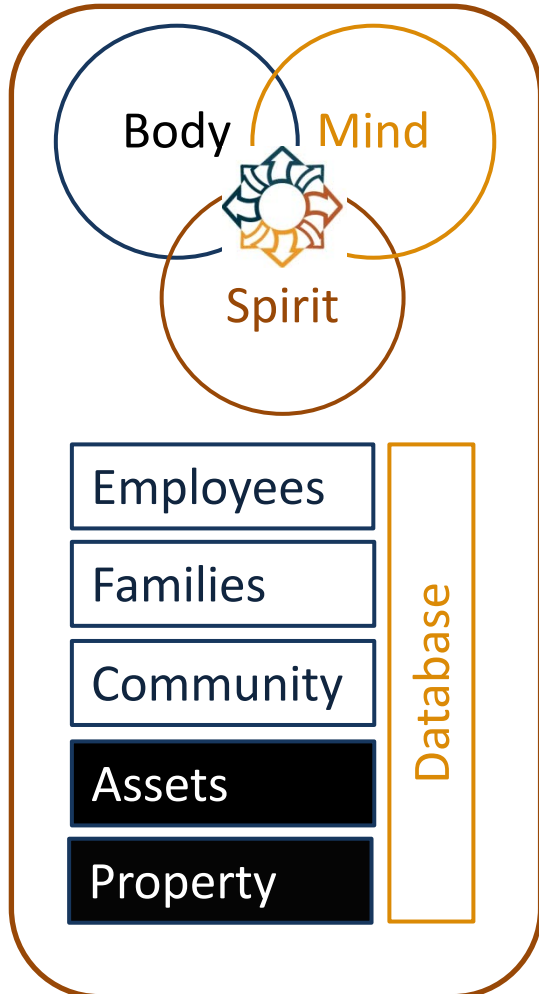 Body
Mind
Spirit
Employees
Families
Community
Assets
Property
Database